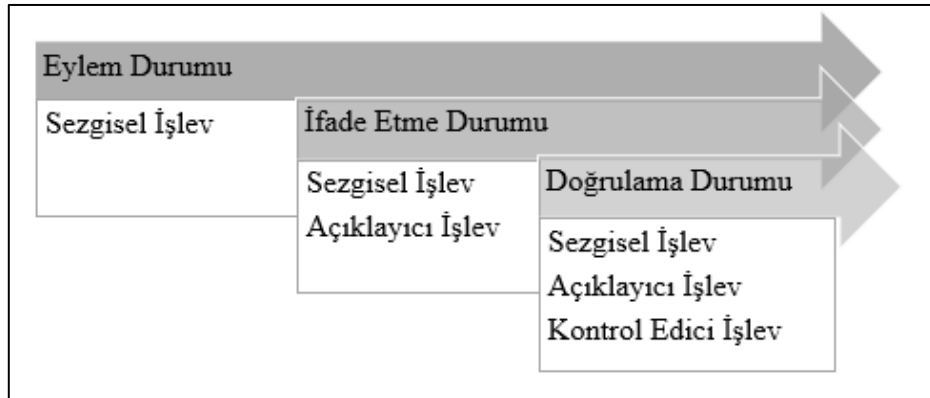 Eylem Durumu
Sezgisel İşlev
İfade Etme Durumu
Sezgisel İşlev
Açıklayıcı İşlev
Doğrulama Durumu
Sezgisel İşlev
Açıklayıcı İşlev
Kontrol Edici İşlev